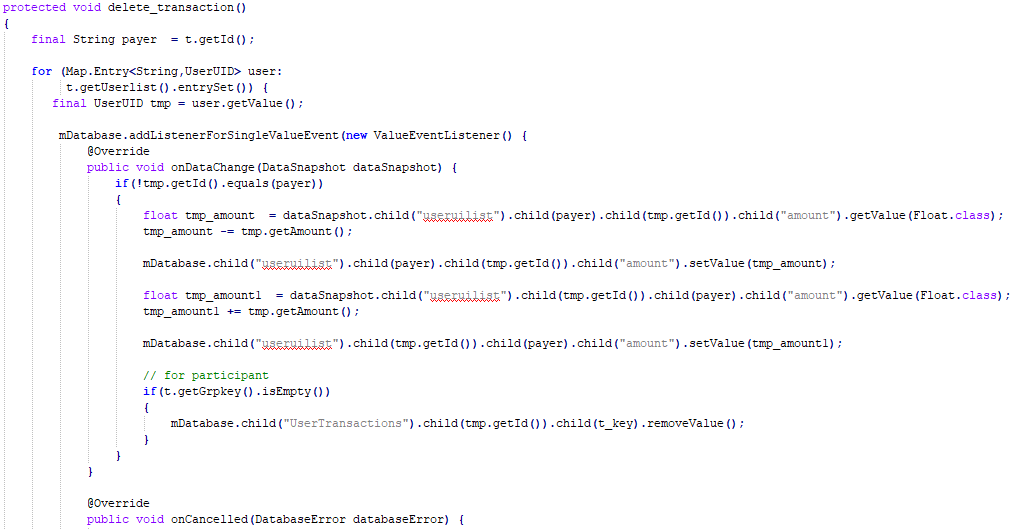 protected void delete_transaction()
{
final String payer  = t.getId();
for (Map.Entry<String,UserUID> user:
t.getUserlist().entrySet()) {
final UserUID tmp = user.getValue();
mDatabase.addListenerForSingleValueEvent(new ValueEventListener() {
@Override
public void onDataChange(DataSnapshot dataSnapshot) {
if(!tmp.getId().equals(payer))
{
float tmp_amount  = dataSnapshot.child("useruilist").child(payer).child(tmp.getId()).child("amount").getValue(Float.class);
tmp_amount -= tmp.getAmount();
mDatabase.child("useruilist").child(payer).child(tmp.getId()).child("amount").setValue(tmp_amount);
float tmp_amount1  = dataSnapshot.child("useruilist").child(tmp.getId()).child(payer).child("amount").getValue(Float.class);
tmp_amount1 += tmp.getAmount();
mDatabase.child("useruilist").child(tmp.getId()).child(payer).child("amount").setValue(tmp_amount1);
// for participant
if(t.getGrpkey().isEmpty())
{
mDatabase.child("UserTransactions").child(tmp.getId()).child(t_key).removeValue();
}
}
}
@Override
public void onCancelled(DatabaseError databaseError) {